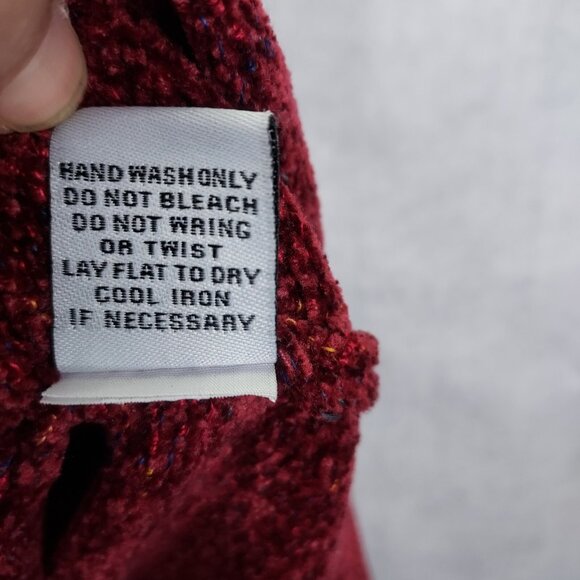 HAND WASH ONLY
DO NOT BLEACH
DO NOT WRING
OR TWIST
LAY FLAT TO DRY
COOL IRON
IF NECESSARY